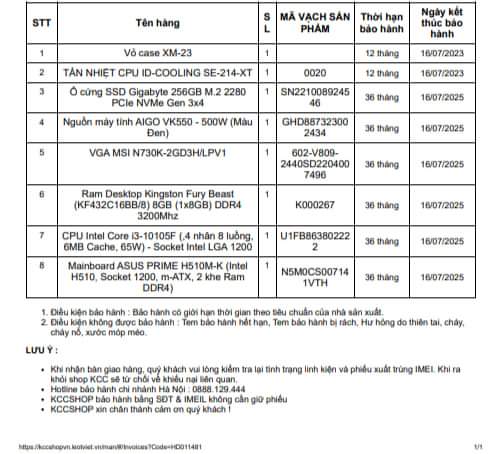 STT Tên hàng S L MÃ VẠCH SẢN PHẨM Thời hạn bảo hành Ngày kết thúc bảo hành
1 Vỏ case XM-23 1 12 tháng 16/07/2023
2 TẢN NHIỆT CPU ID-COOLING SE-214-XT 1 0020 12 tháng 16/07/2023
3 Ổ cứng SSD Gigabyte 256GB M.2 2280 1 SN2210089245 36 tháng 16/07/2025
PCIe NVMe Gen 3x4 46
4 Nguồn máy tính AIGO VK550 - 500W (Màu 1 GHD88732300 36 tháng 16/07/2025
Đen) 2434
5 VGA MSI N730K-2GD3H/LPV1 1 602-V809- 36 tháng 16/07/2025
2440SD220400
7496
6 Ram Desktop Kingston Fury Beast 1
(KF432C16BB/8) 8GB (1x8GB) DDR4 K000267 36 tháng 16/07/2025
3200Mhz
7 CPU Intel Core i3-10105F (,4 nhân 8 luồng, 1 U1FB86380222 36 tháng 16/07/2025
6MB Cache, 65W) - Socket Intel LGA 1200 2
8 Mainboard ASUS PRIME H510M-K (Intel 1
H510, Socket 1200, m-ATX, 2 khe Ram N5M0CS00714 36 tháng 16/07/2025
DDR4) 1VTH
1. Điều kiện bảo hành : Bảo hành có giới hạn thời gian theo tiêu chuẩn của nhà sản xuất.
2. Điều kiện không được bảo hành : Tem bảo hành hết hạn, Tem bảo hành bị rách, Hư hỏng do thiên tai, cháy,
chảy nổ, xước móp méo.
LƯU Ý :
• Khi nhận bàn giao hàng, quý khách vui lòng kiểm tra lại tình trạng linh kiện và phiếu xuất trùng IMEI. Khi ra
khỏi shop KCC sẽ từ chối về khiếu nại liên quan.
• Hotline bảo hành chi nhánh Hà Nội : 0888.129.444
• KCCSHOP bảo hành bằng SĐT & IMEIL không cần giữ phiếu
• KCCSHOP xin chân thành cảm ơn quý khách !
https://kccshopvn.leotviet.vn/man/#/Invoices?Code=HD011481 1/1